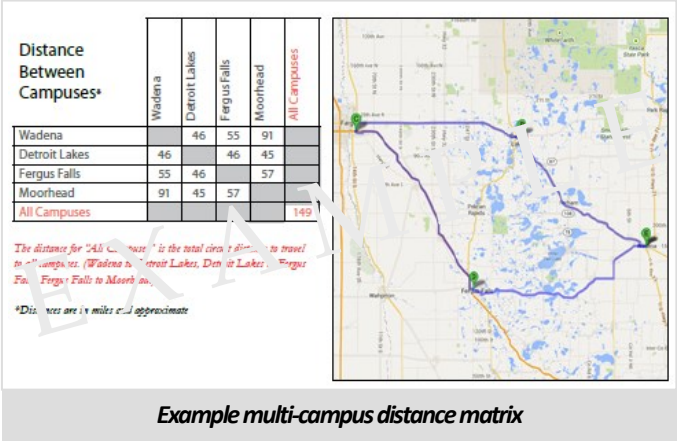 Distance
Between
Campuses*
Wadena
Detroit Lakes
Fergus Falls
Moorhead
All Campuses
Wadena 46 55 91
Detroit Lakes 46 46 45
Fergus Falls 55 46 57
Moorhead 91 45 57
All Campuses 149
The distance for "All Campuses" is the total circuit distance to travel
to all campuses. (Wadena to Detroit Lakes, Detroit Lakes to Fergus
Falls, Fergus Falls to Moorhead)
*Distances are in miles and approximate
EXAMPLE
Pelican
Rapids
Wahpeton
Example multi-campus distance matrix